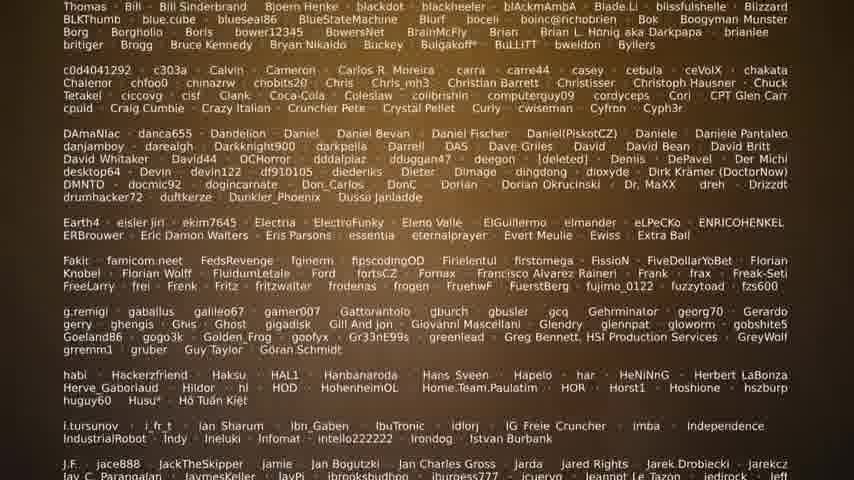 Thomas · Bill · Bill Sinderbrand · Bjoern Henke · blackdot · blackheeler · blAckmAmbA · Blade.Li · blissfulshelle · Blizzard
BLKThumb · blue.cube · blueseal86 · BlueStateMachine · Blurf · boceli · boinc@richobrien · Bok · Boogyman Munster
Borg · Borgholio · Boris · bower12345 · BowersNet · BrainMcFly · Brian · Brian L. Honig aka Darkpapa · brianlee
britiger · Brogg · Bruce Kennedy · Bryan Nikaido · Buckey · Bulgakoff* · BuLLiTT · bweldon · Byllers
c0d4041292 · c303a · Calvin · Cameron · Carlos R. Moreira · carra · carre44 · casey · cebula · ceVoIX · chakata
Chalenor · chfoo0 · chinazrw · chobits20 · Chris · Chris_mh3 · Christian Barrett · Christisser · Christoph Hausner · Chuck
Tetakel · ciccovg · cisf · Clank · Coca-Cola · Coleslaw · colibrishin · computerguy09 · cordyceps · Cori · CPT Glen Carr
cpuid · Craig Cumbie · Crazy Italian · Cruncher Pete · Crystal Pellet · Curly · cwiseman · Cyfron · Cyph3r
DAmaNIac · danca655 · Dandelion · Daniel · Daniel Bevan · Daniel Fischer · Daniel(PiskotCZ) · Daniele · Daniele Pantaleo
danjamboy · darealgh · Darkknight900 · darkpella · Darrell · DAS · Dave Griles · David · David Bean · David Britt
David Whitaker · David44 · DCHorror · dddalplaz · dduggan47 · deegon · [deleted] · Denis · DePavel · Der Michi
desktop64 · Devin · devin122 · df910105 · diederiks · Dieter · Dimage · dingdong · dioxyde · Dirk Krämer (DoctorNow)
DMNTD · docmic92 · dogincarnate · Don_Carlos · DonC · Dorian · Dorian Okrucinski · Dr. MaXX · dreh · Drizzdt
drumhacker72 · duftkerze · Dunkler_Phoenix · Dusso Janladde
Earth4 · eisler jiri · ekim7645 · Electria · ElectroFunky · Eleno Valle · ElGuillermo · elmander · eLPeCKo · ENRICOHENKEL
ERBrouwer · Eric Damon Walters · Eris Parsons · essentia · eternalprayer · Evert Meulie · Ewiss · Extra Ball
Fakir · famicom.neet · FedsRevenge · fginerm · fipscodingOD · Firielentul · firstomega · FissioN · FiveDollarYoBet · Florian
Knobel · Florian Wolff · FluidumLetale · Ford · fortsCZ · Fornax · Francisco Alvarez Raineri · Frank · frax · Freak-Seti
FreeLarry · frei · Frenk · Fritz · fritzwalter · frodenas · frogen · FruehwF · FuerstBerg · fujimo_0122 · fuzzytoad · fzs600
g.remigi · gaballus · galileo67 · gamer007 · Gattorantolo · gburch · gbusler · gcq · Gehrminator · georg70 · Gerardo
gerry · ghengis · Ghis · Ghost · gigadisk · Gill And Jon · Giovanni Mascellani · Glendq · glennpat · gloworm · gobshite5
Goeland86 · gogo3k · Golden_Frog · goofyx · Gr33nE99s · greenlead · Greg Bennett, HSI Production Services · GreyWolf
grremm1 · gruber · Guy Taylor · Göran Schmidt
habi · Hackerzfriend · Haksu · HAL1 · Hanbanaroda · Hans Sveen · Hapelo · har · HeNiNnG · Herbert LaBonza
Herve_Gaboriaud · Hildor · hl · HOD · HohenheimOL · Home.Team.Paulatim · HOR · Horst1 · Hoshione · hszburp
huguy60 · Husu* · Hồ Tuấn Kiệt
i.tursunov · i_fr_t · Ian Sharum · Ibn_Gaben · IbuTronic · idlorj · IG Freie Cruncher · imba · Independence
IndustrialRobot · Indy · Ineluki · Infomat · intello222222 · Irondog · Istvan Burbank
J.F. · jace888 · JackTheSkipper · jamie · Jan Bogutzki · Jan Charles Gross · Jarda · Jared Rights · Jarek Drobiecki · Jarekcz
Jay C. Parangalan · JaymesKeller · JayPi · jbrooksbudhog · jburgess777 · jcuervo · Jeannot Le Tazon · jedirock · Jeff